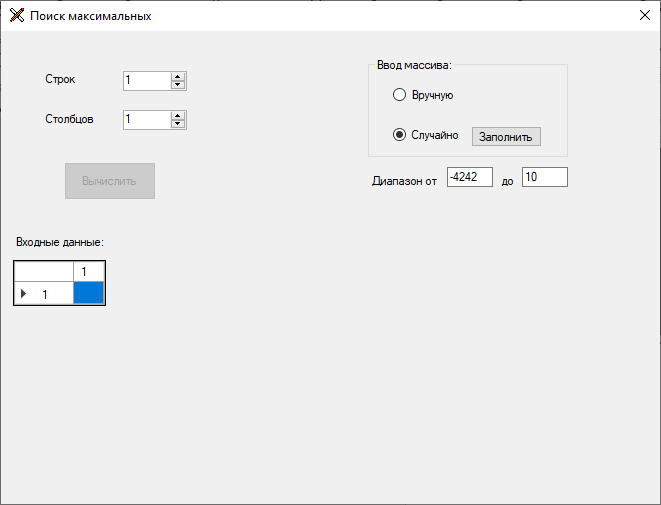 Поиск максимальных
Строк 1
Столбцов 1
Вычислить
Ввод массива:
Вручную
Случайно Заполнить
Диапазон от -4242 до 10
Входные данные:
1
1